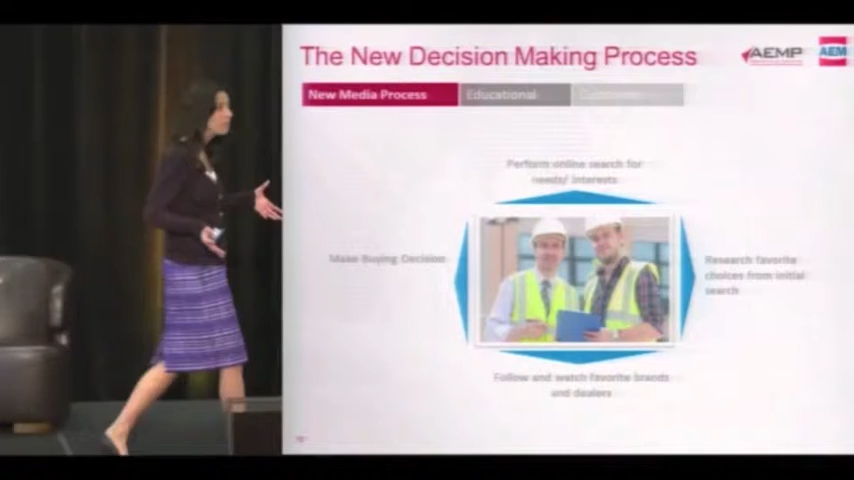 The New Decision Making Process
AEMP
AEM
New Media Process
Educational
Perform online search for
needs/ interests
Make Buying Decision
Research favorite
choices from initial
search
Follow and watch favorite brands
and dealers